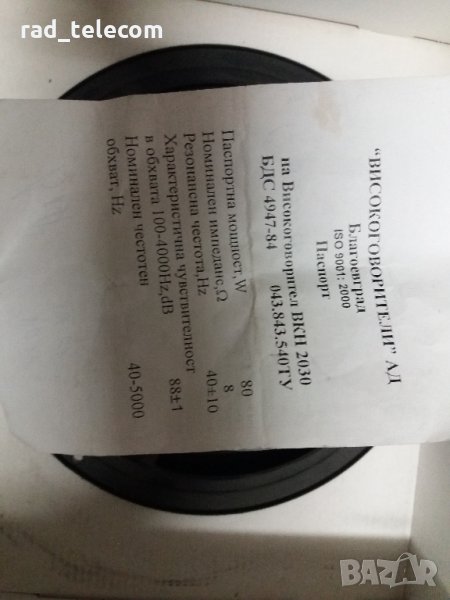 rad_telecom
"ВИСОКОГОВОРИТЕЛИ" АД
Благоевград
ISO 9001: 2000
Паспорт
на Високоговорител ВКН 2030
БДС 4947-84 043.843.540ТУ
Паспортна мощност,W 80
Номинален импеданс,Ω 8
Резонансна честота,Hz 40±10
Характеристична чувствителност
в обхвата 100-4000Hz,dB 88±1
Номинален честотен
обхват, Hz 40-5000
BAZAR